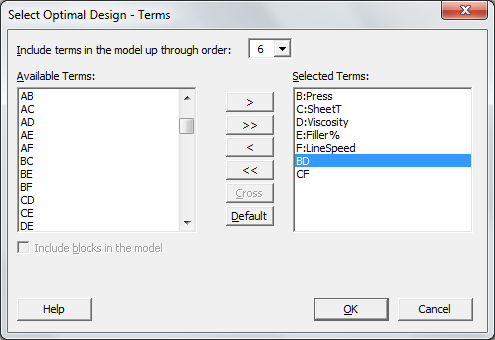 Select Optimal Design - Terms
Include terms in the model up through order: 6
Available Terms:
AB
AC
AD
AE
AF
BC
BE
BF
CD
CE
DE
>
>>
<
<<
Cross
Default
Selected Terms:
B:Press
C:SheetT
D:Viscosity
E:Filler%
F:LineSpeed
BD
CF
Include blocks in the model
Help
OK
Cancel